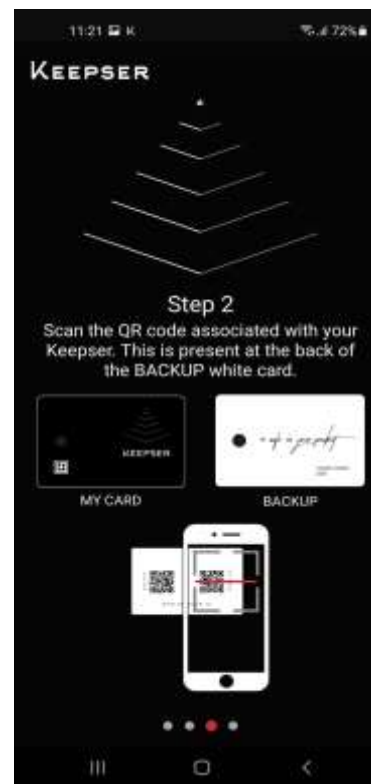 11:21 K 72%
KEEPSER
Step 2
Scan the QR code associated with your
Keepser. This is present at the back of
the BACKUP white card.
KEEPSER
MY CARD
BACKUP